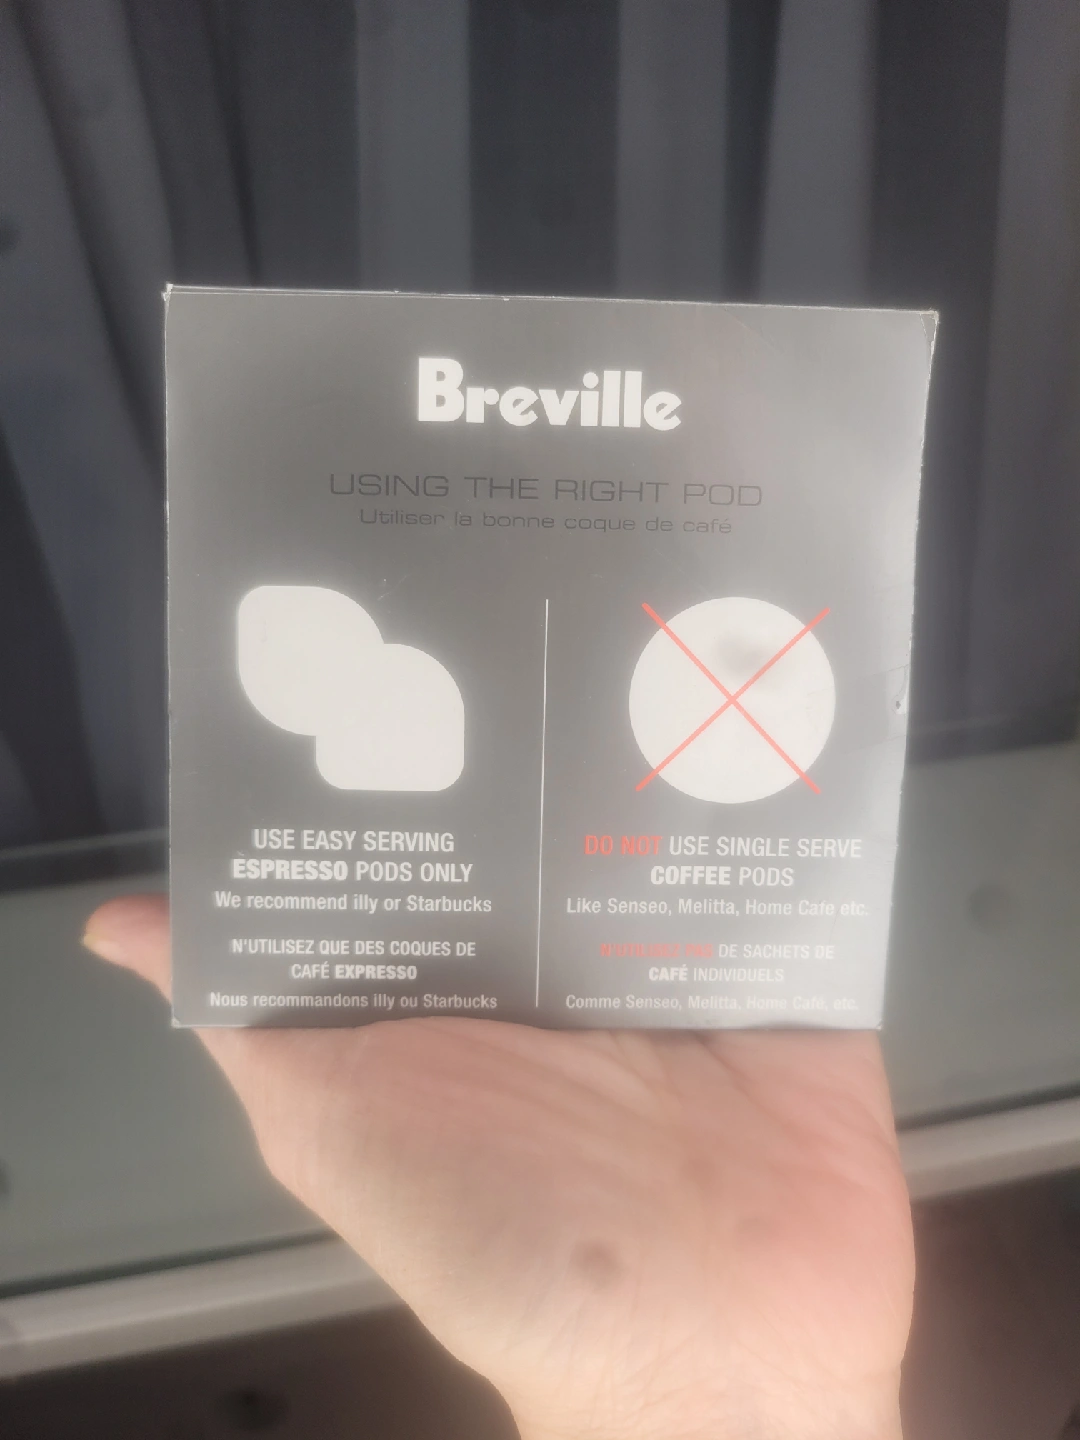 Breville
USING THE RIGHT POD
Utiliser la bonne coque de café
USE EASY SERVING
ESPRESSO PODS ONLY
We recommend illy or Starbucks
N'UTILISEZ QUE DES COQUES DE
CAFÉ EXPRESSO
Nous recommandons illy ou Starbucks
DO NOT USE SINGLE SERVE
COFFEE PODS
Like Senseo, Melitta, Home Cafe etc.
N'UTILISEZ PAS DE SACHETS DE
CAFÉ INDIVIDUELS
Comme Senseo, Melitta, Home Café, etc.